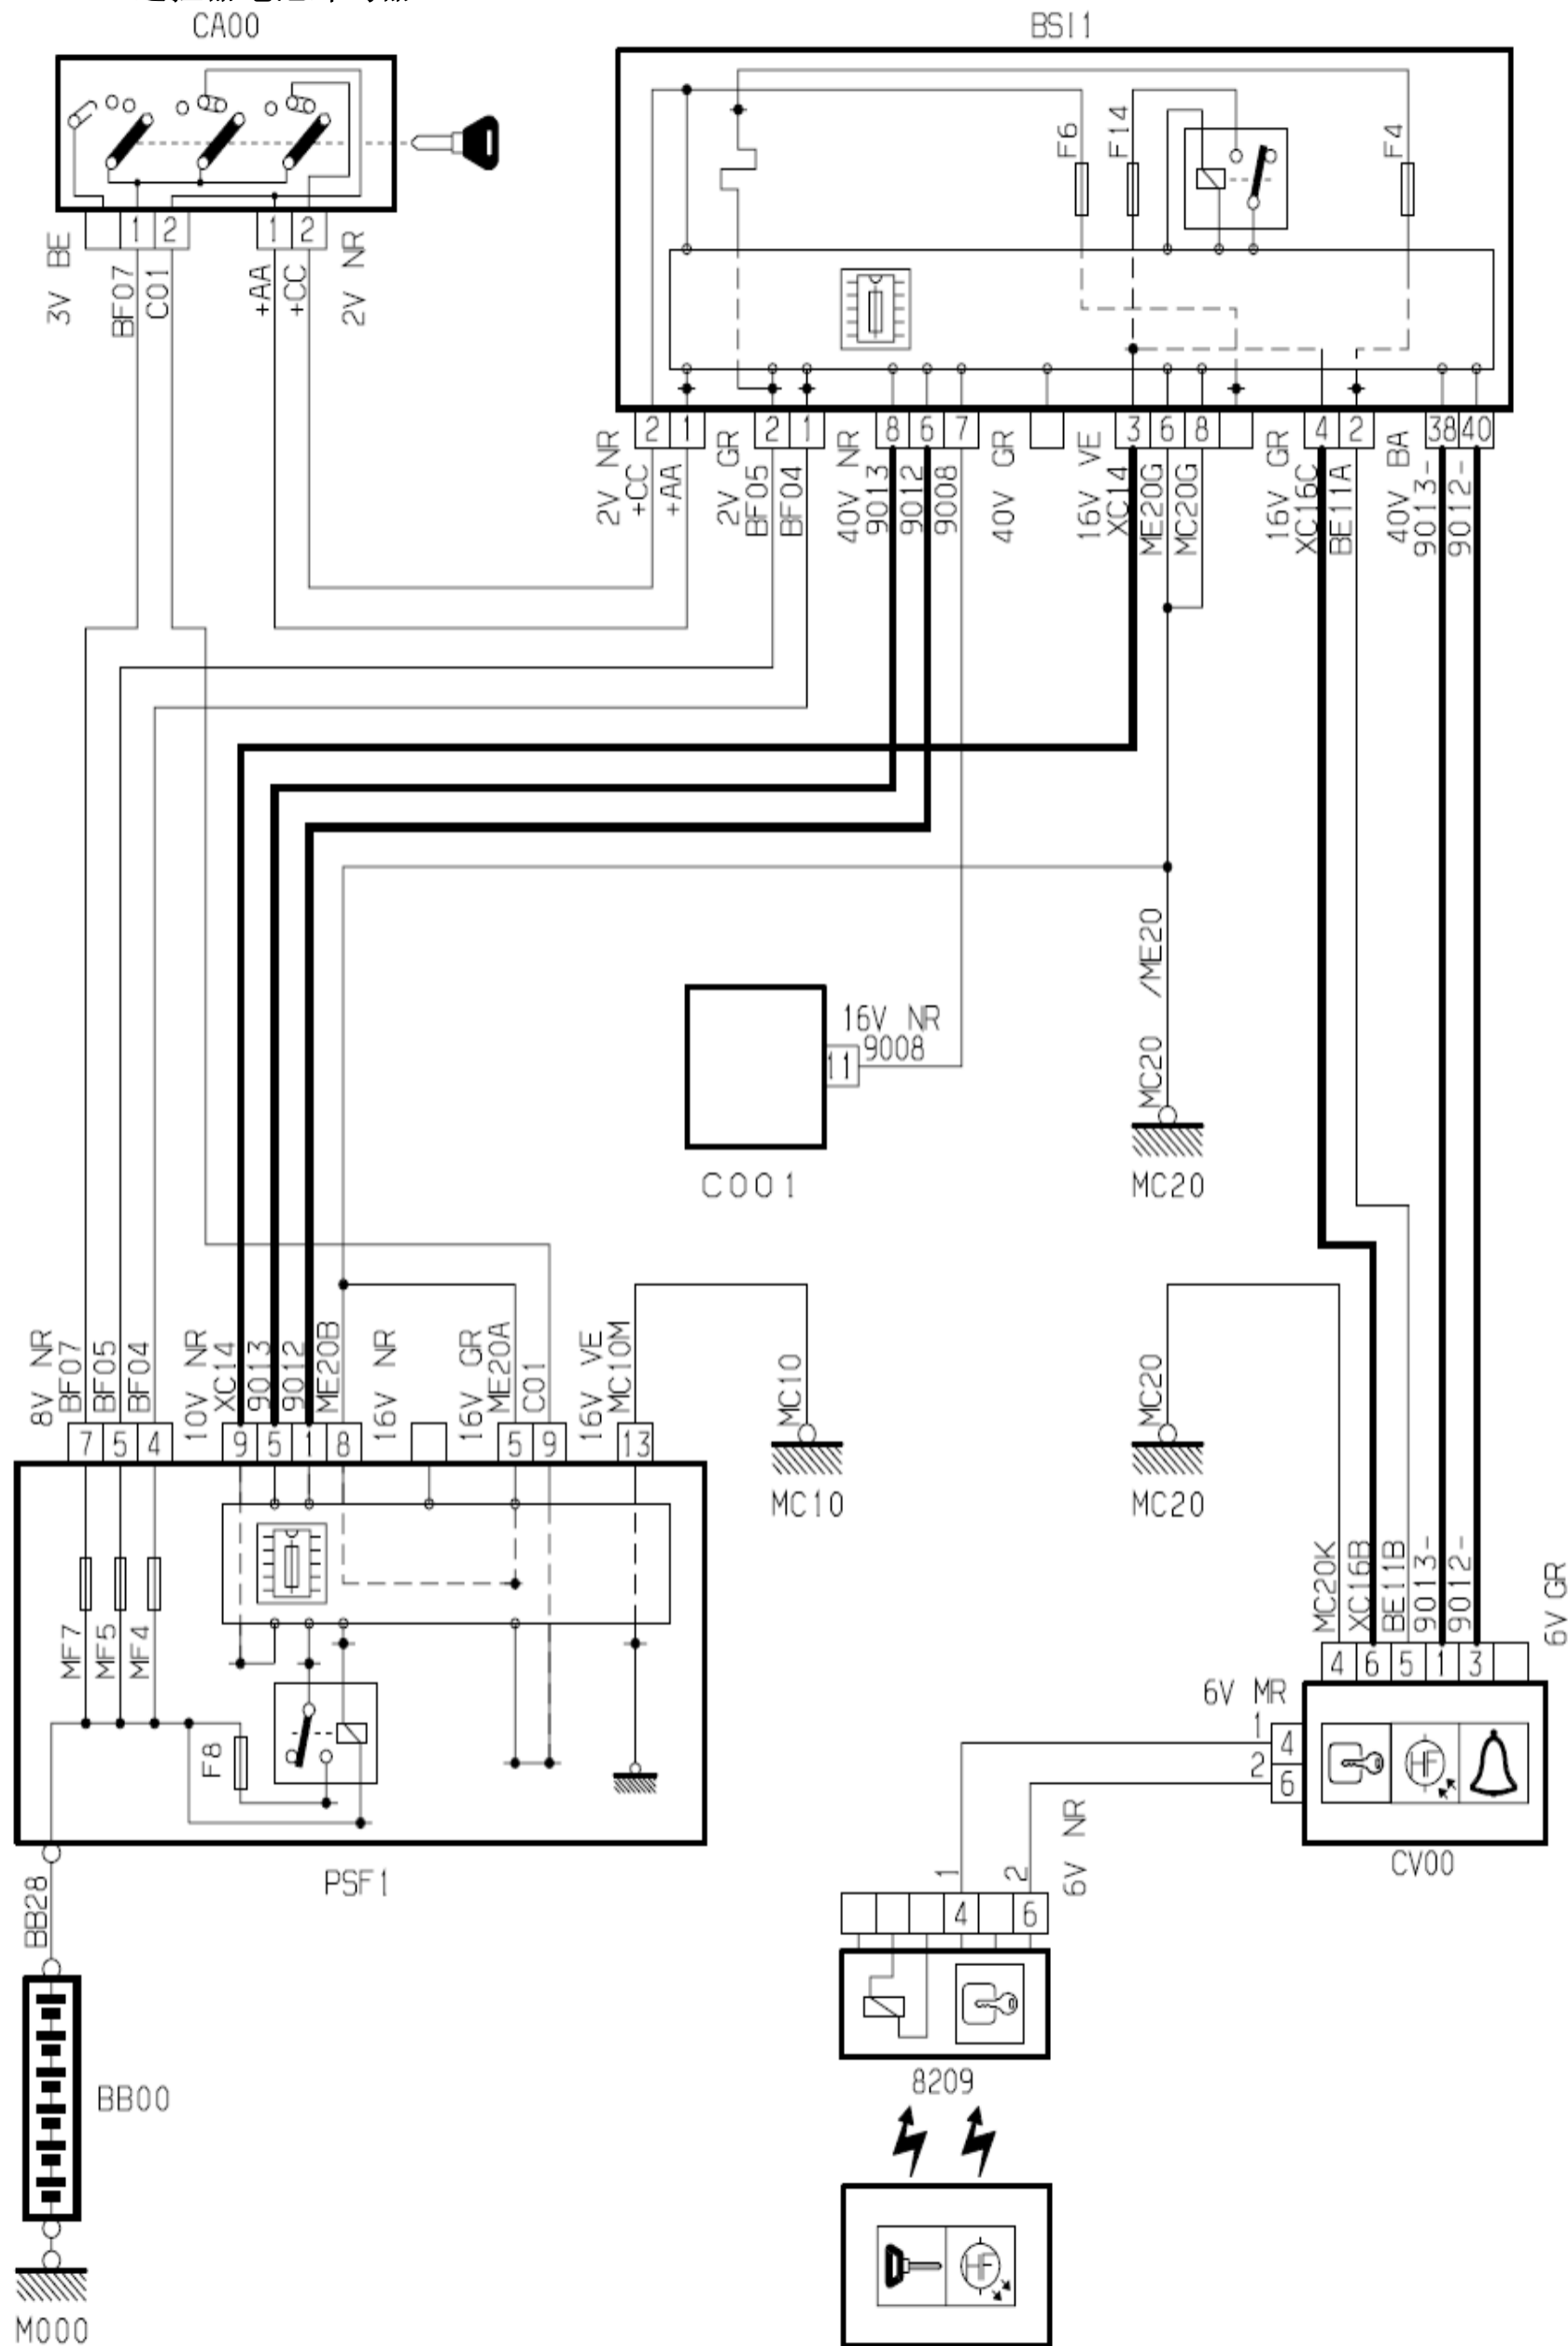 CA00
BSI1
F6
F14
F4
1
2
1
2
3V BE
BF07
C01
+AA
+CC
2V NR
2
1
2
1
8
6
7
3
6
8
4
2
38
40
2V NR
+CC
+AA
2V GR
BF05
BF04
40V NR
9013
9012
9008
40V GR
16V VE
XC14
ME20G
MC20G
16V GR
XC16C
BE11A
40V BA
9013-
9012-
MC20 /ME20
MC20
16V NR
9008
11
C001
8V NR
BF07
BF05
BF04
10V NR
XC14
9013
9012
ME20B
16V NR
16V GR
ME20A
C01
16V VE
MC10M
MC10
MC10
MC20
MC20
7
5
4
9
5
1
8
5
9
13
MF7
MF5
MF4
F8
PSF1
MC20K
XC16B
BE11B
9013-
9012-
6V GR
4
6
5
1
3
6V MR
1
4
2
6
HF
CV00
1
2
6V NR
4
6
8209
BB28
BB00
M000
HF